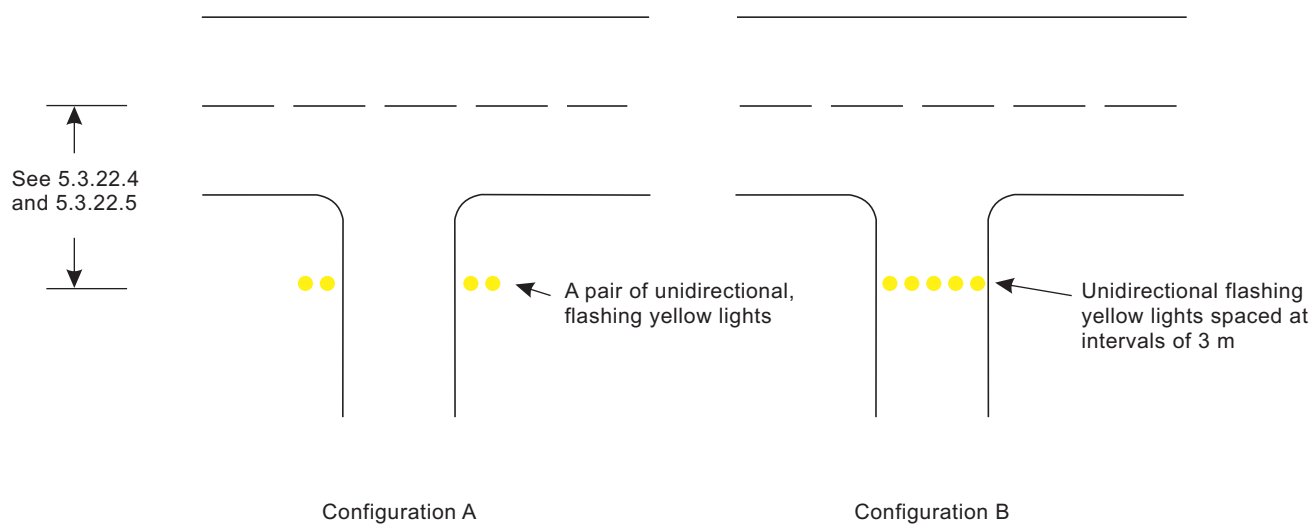 See 5.3.22.4
and 5.3.22.5
A pair of unidirectional,
flashing yellow lights
Unidirectional flashing
yellow lights spaced at
intervals of 3 m
Configuration A
Configuration B